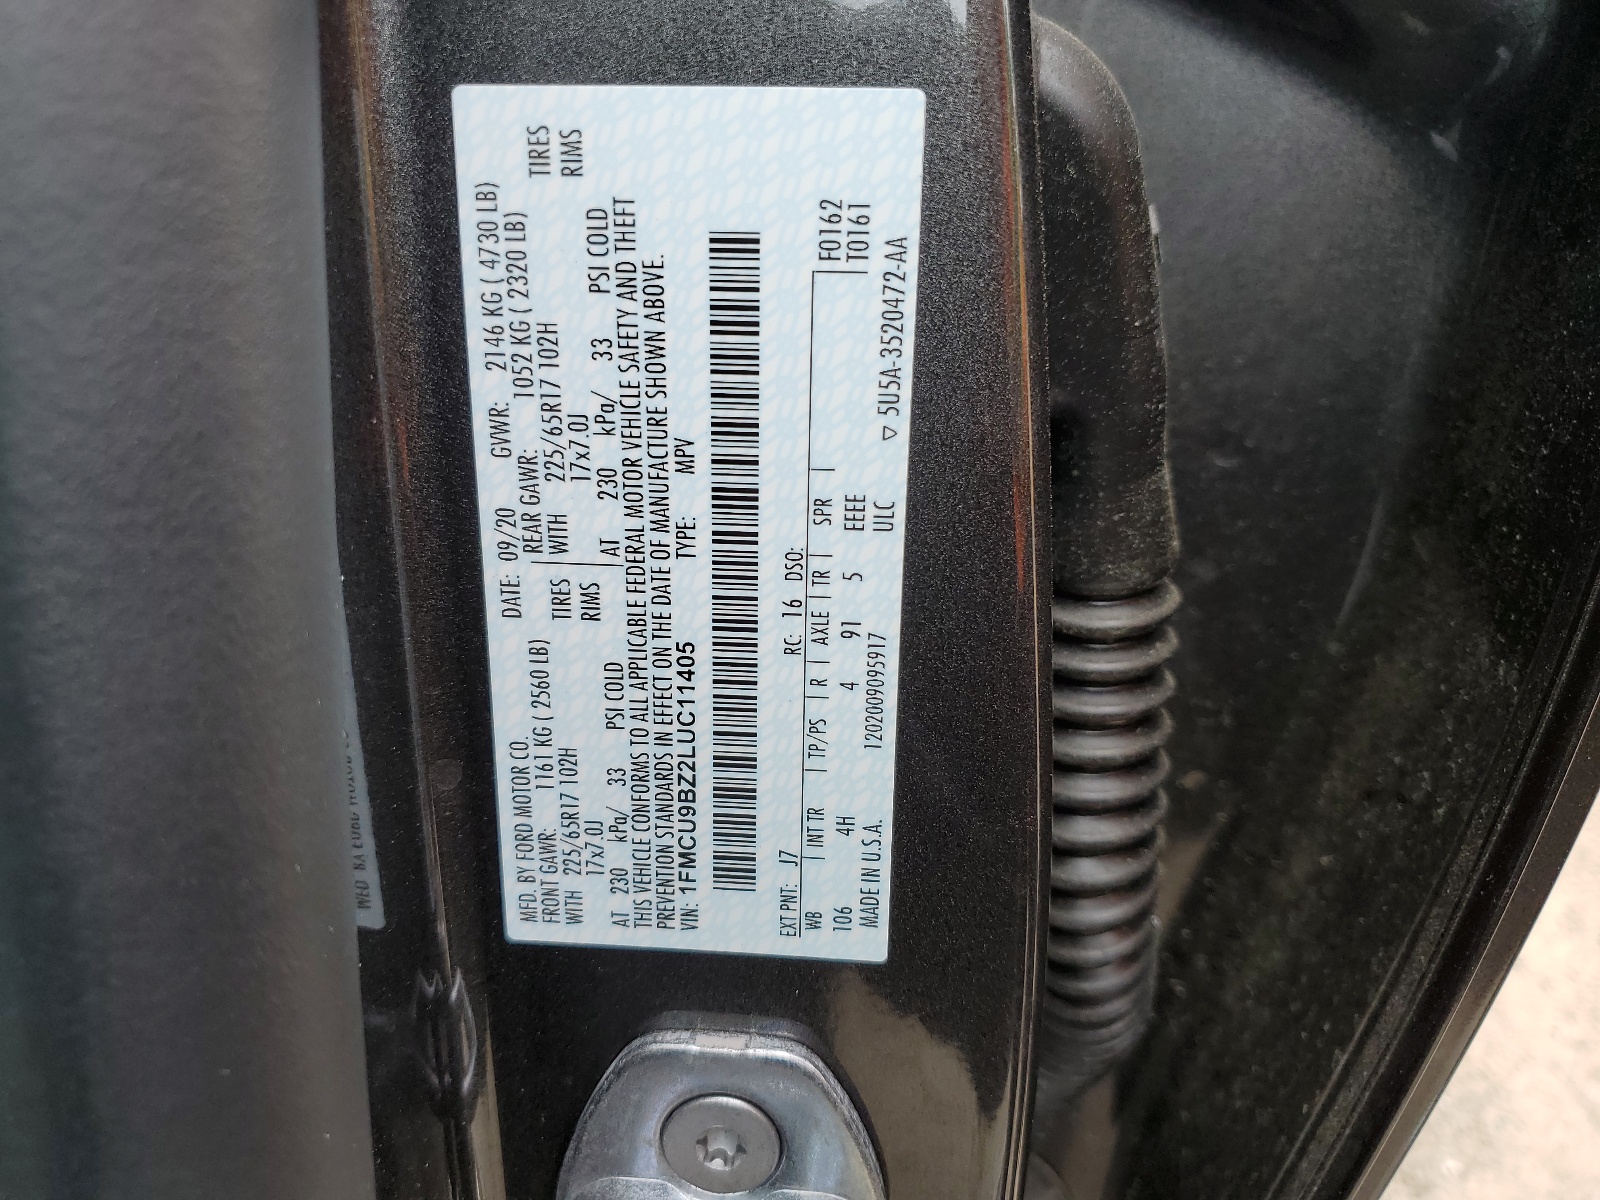 MFD. BY FORD MOTOR CO.
DATE: 09/20 GVWR: 2146 KG ( 4730 LB)
FRONT GAWR: 1161 KG ( 2560 LB) REAR GAWR: 1052 KG ( 2320 LB)
WITH 225/65R17 102H TIRES WITH 225/65R17 102H TIRES
17x7.0J RIMS 17x7.0J RIMS
AT 230 kPa/ 33 PSI COLD AT 230 kPa/ 33 PSI COLD
THIS VEHICLE CONFORMS TO ALL APPLICABLE FEDERAL MOTOR VEHICLE SAFETY AND THEFT
PREVENTION STANDARDS IN EFFECT ON THE DATE OF MANUFACTURE SHOWN ABOVE.
VIN: 1FMCU9BZ2LUC11405 TYPE: MPV
EXT PNT: J7 RC: 16 DSO: F0162
WB INT TR TP/PS R AXLE TR SPR T0161
106 4H 4 91 5 EEEE
MADE IN U.S.A. 120200909591​7 ULC ▽ 5U5A-3520472-AA